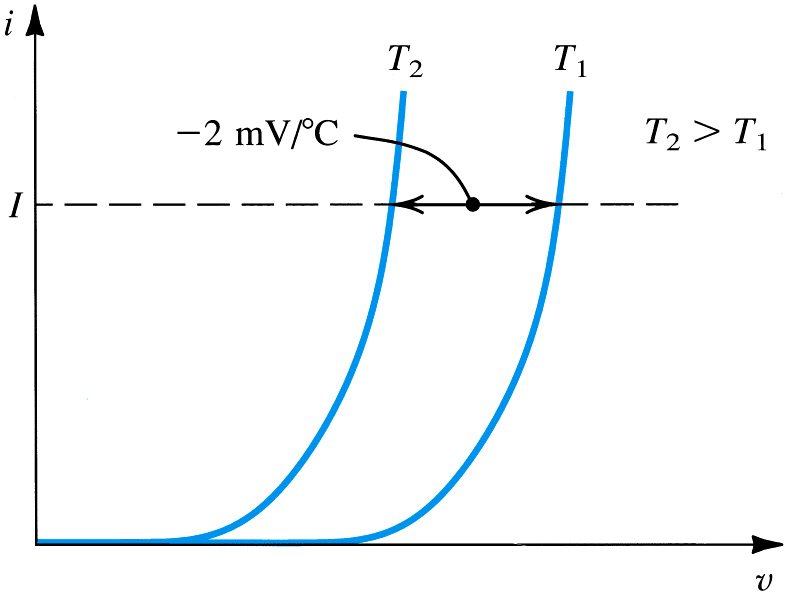 i
T₂ T₁
−2 mV/°C
T₂ > T₁
I
v